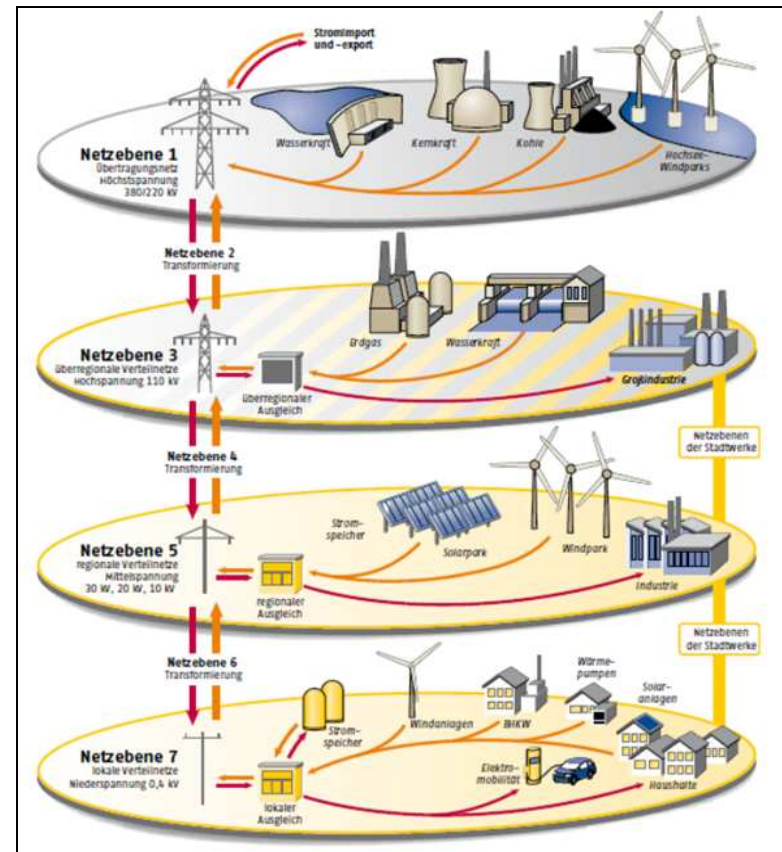 Stromimport
und –export
Wasserkraft
Kernkraft
Kohle
Hochsee-
Windparks
Netzebene 1
Übertragungsnetz
Höchstspannung
380/220 kV
Netzebene 2
Transformierung
Erdgas
Wasserkraft
Großindustrie
Netzebene 3
überregionale Verteilnetze
Hochspannung 110 kV
überregionaler
Ausgleich
Netzebenen
der Stadtwerke
Netzebene 4
Transformierung
Strom-
speicher
Solarpark
Windpark
Industrie
Netzebene 5
regionale Verteilnetze
Mittelspannung
30 kV, 20 kV, 10 kV
regionaler
Ausgleich
Netzebenen
der Stadtwerke
Netzebene 6
Transformierung
Strom-
speicher
Windanlagen
BHKW
Wärme-
pumpen
Solar-
anlagen
Netzebene 7
lokale Verteilnetze
Niederspannung 0,4 kV
lokaler
Ausgleich
Elektro-
mobilität
Haushalte